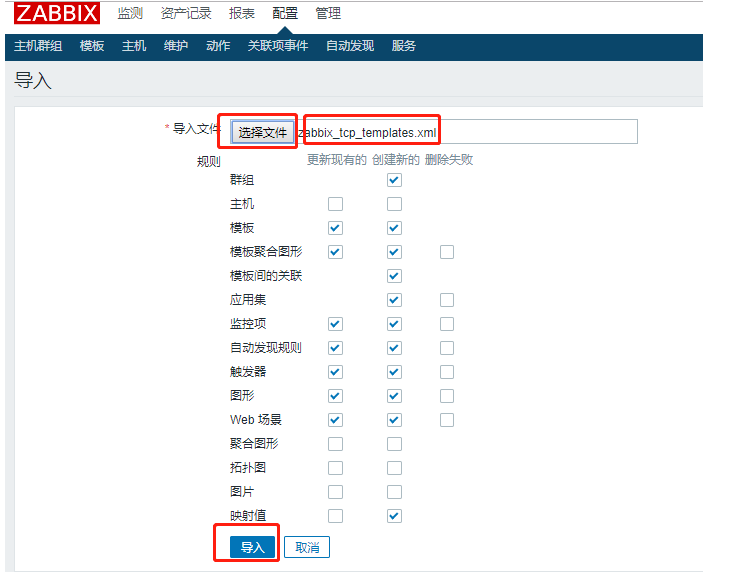 ZABBIX 监测 资产记录 报表 配置 管理
主机群组 模板 主机 维护 动作 关联项事件 自动发现 服务
导入
* 导入文件 选择文件 zabbix_tcp_templates.xml
规则 更新现有的 创建新的 删除失败
群组
主机
模板
模板聚合图形
模板间的关联
应用集
监控项
自动发现规则
触发器
图形
Web 场景
聚合图形
拓扑图
图片
映射值
导入 取消